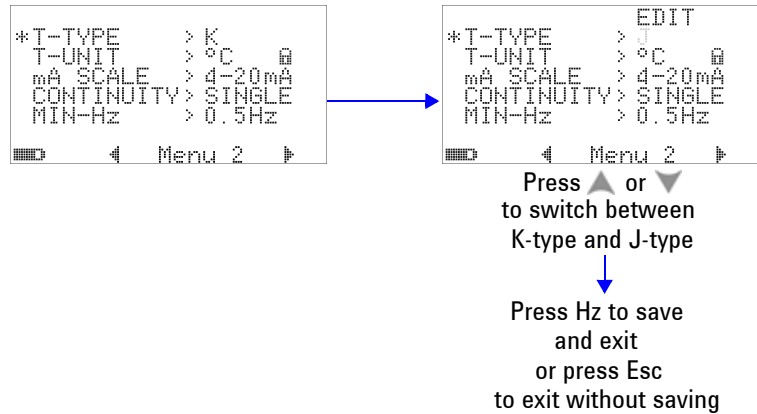 *T-TYPE > K
T-UNIT > °C
mA SCALE > 4-20mA
CONTINUITY> SINGLE
MIN-Hz > 0.5Hz
Menu 2
EDIT
*T-TYPE > J
T-UNIT > °C
mA SCALE > 4-20mA
CONTINUITY> SINGLE
MIN-Hz > 0.5Hz
Menu 2
Press ▲ or ▼
to switch between
K-type and J-type
Press Hz to save
and exit
or press Esc
to exit without saving